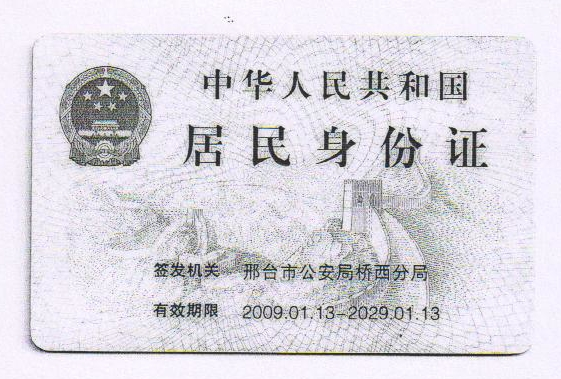 中华人民共和国
居民身份证
签发机关 邢台市公安局桥西分局
有效期限 2009.01.13-2029.01.13